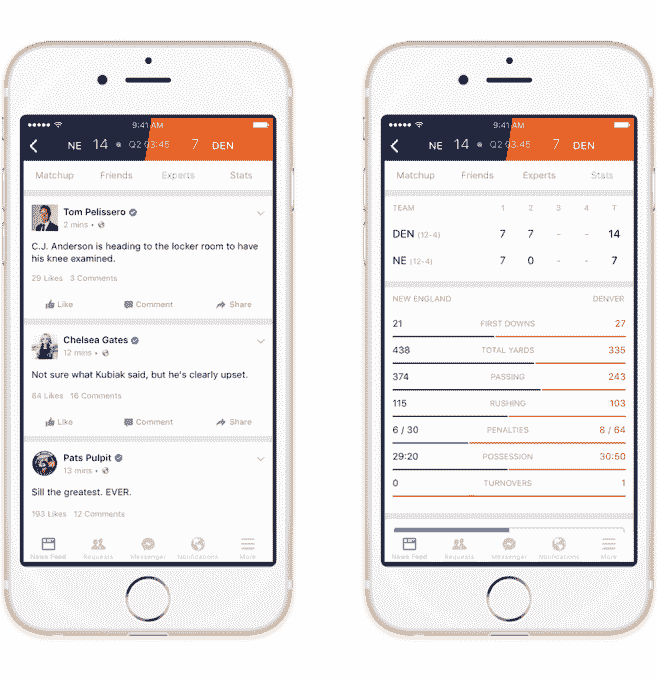 9:41 AM
NE 14 Q2 03:45 7 DEN
Matchup Friends Experts Stats
Tom Pelissero
2 mins •
C.J. Anderson is heading to the locker room to have
his knee examined.
29 Likes 3 Comments
Like Comment Share
Chelsea Gates
12 mins •
Not sure what Kubiak said, but he's clearly upset.
84 Likes 16 Comments
Like Comment Share
Pats Pulpit
13 mins •
Sill the greatest. EVER.
193 Likes 12 Comments
News Feed Requests Messenger Notifications More
9:41 AM
NE 14 Q2 03:45 7 DEN
Matchup Friends Experts Stats
TEAM 1 2 3 4 T
DEN (12-4) 7 7 - - 14
NE (12-4) 7 0 - - 7
NEW ENGLAND DENVER
21 FIRST DOWNS 27
438 TOTAL YARDS 335
374 PASSING 243
115 RUSHING 103
6 / 30 PENALTIES 8 / 64
29:20 POSSESSION 30:50
0 TURNOVERS 1
News Feed Requests Messenger Notifications More